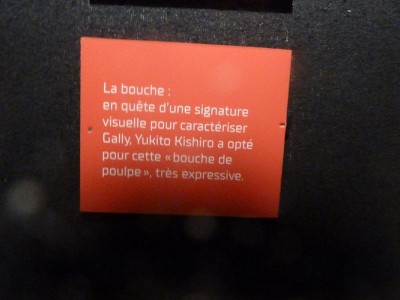 La bouche :
en quête d'une signature
visuelle pour caractériser
Gally, Yukito Kishiro a opté
pour cette « bouche de
poulpe », très expressive.